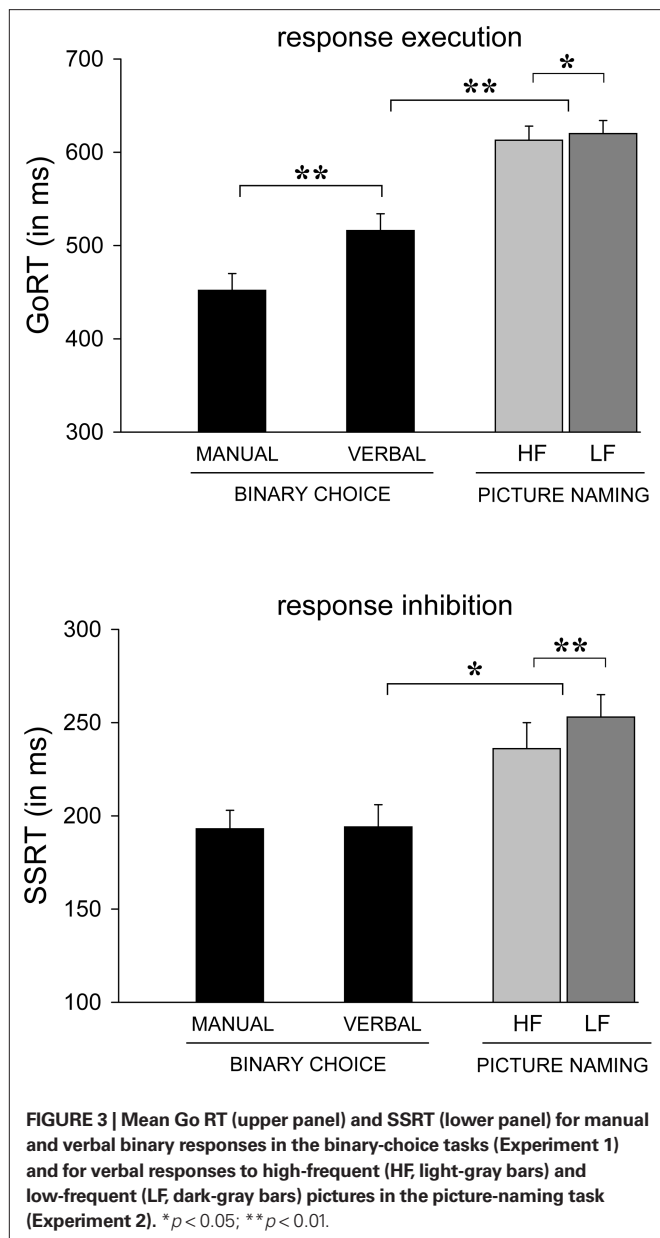 response execution
700
600
500
400
300
GoRT (in ms)
**
**
*
MANUAL VERBAL HF LF
BINARY CHOICE PICTURE NAMING
response inhibition
300
250
200
150
100
SSRT (in ms)
*
**
MANUAL VERBAL HF LF
BINARY CHOICE PICTURE NAMING
FIGURE 3 | Mean Go RT (upper panel) and SSRT (lower panel) for manual
and verbal binary responses in the binary-choice tasks (Experiment 1)
and for verbal responses to high-frequent (HF, light-gray bars) and
low-frequent (LF, dark-gray bars) pictures in the picture-naming task
(Experiment 2). *p < 0.05; **p < 0.01.